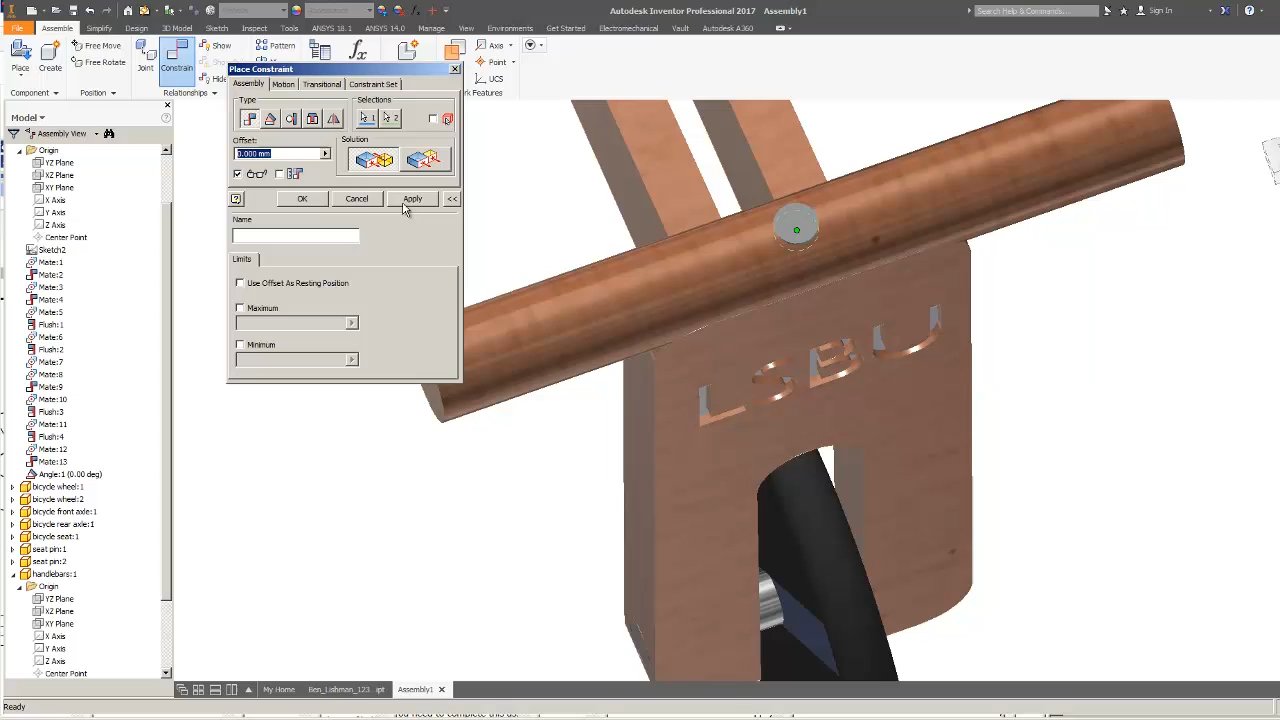 Autodesk Inventor Professional 2017 Assembly1
Search Help & Commands...
Sign In
File Assemble Simplify Design 3D Model Sketch Inspect Tools ANSYS 18.1 ANSYS 14.0 Manage View Environments Get Started Electromechanical Vault Autodesk A360
Place Create
Free Move
Free Rotate
Joint Constrain
Show
Hide
Pattern
Axis
Point
UCS
Component Position Relationships
Model
Assembly View
Origin
YZ Plane
XZ Plane
XY Plane
X Axis
Y Axis
Z Axis
Center Point
Sketch2
Mate:1
Mate:2
Mate:3
Mate:4
Mate:5
Flush:1
Mate:6
Flush:2
Mate:7
Mate:8
Mate:9
Mate:10
Flush:3
Mate:11
Flush:4
Mate:12
Mate:13
Angle:1 (0.00 deg)
bicycle wheel:1
bicycle wheel:2
bicycle front axle:1
bicycle rear axle:1
bicycle seat:1
seat pin:1
seat pin:2
handlebars:1
Origin
YZ Plane
XZ Plane
XY Plane
X Axis
Y Axis
Z Axis
Center Point
Place Constraint
Assembly Motion Transitional Constraint Set
Type Selections
1 2
Offset: Solution
0.000 mm
OK Cancel Apply <<
Name
Limits
Use Offset As Resting Position
Maximum
Minimum
LSBU
My Home Ben_Lishman_123...ipt Assembly1
Ready